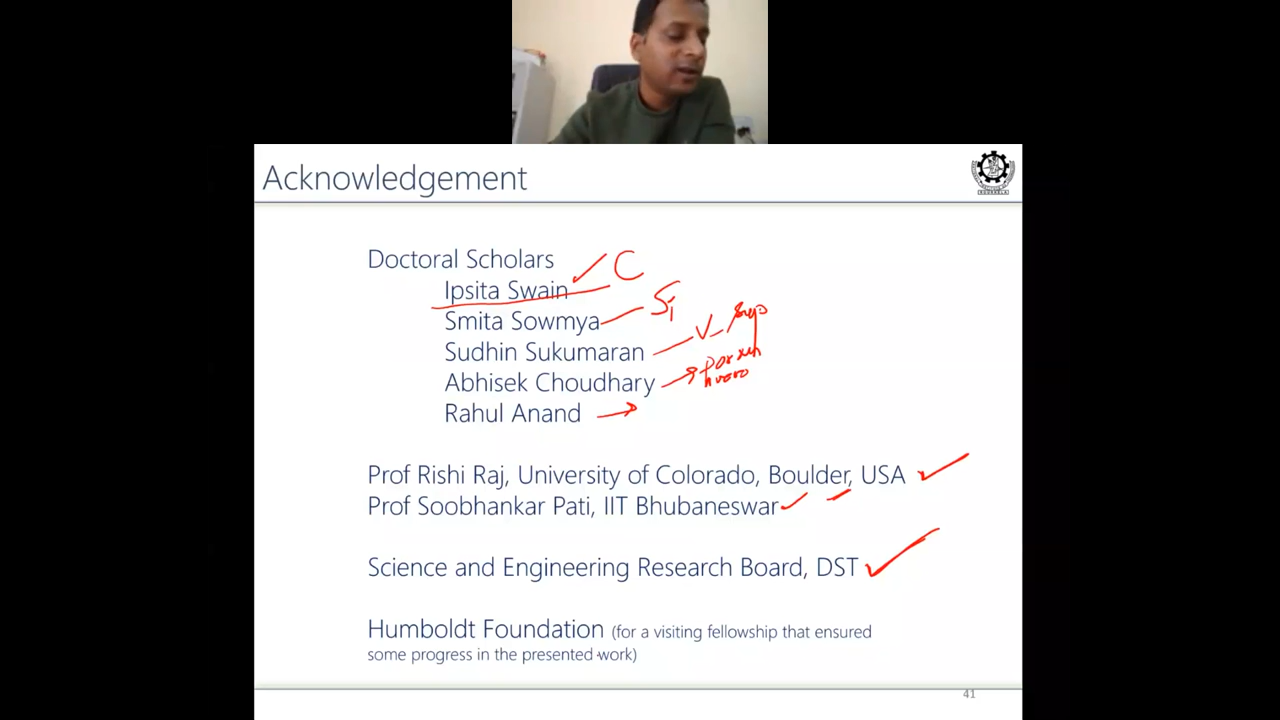 Acknowledgement
Doctoral Scholars
Ipsita Swain C
Smita Sowmya Si
Sudhin Sukumaran V
Abhisek Choudhary
Rahul Anand
Prof Rishi Raj, University of Colorado, Boulder, USA
Prof Soobhankar Pati, IIT Bhubaneswar
Science and Engineering Research Board, DST
Humboldt Foundation (for a visiting fellowship that ensured
some progress in the presented work)
41